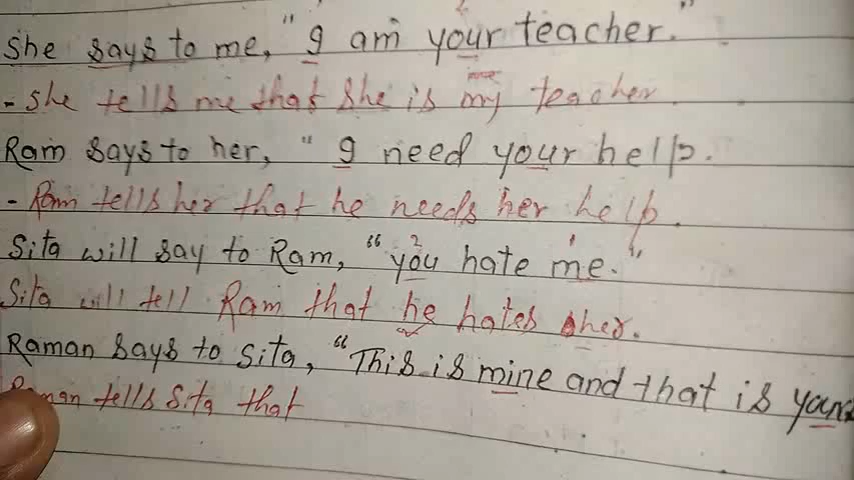 She says to me, "I am your teacher."
me
- She tells me that She is my teacher.
Ram says to her, " I need your help.
- Ram tells her that he needs her help.
Sita will say to Ram, "you hate me."
Sita will tell Ram that he hates her.
Raman says to Sita, "This is mine and that is yours
Raman tells Sita that